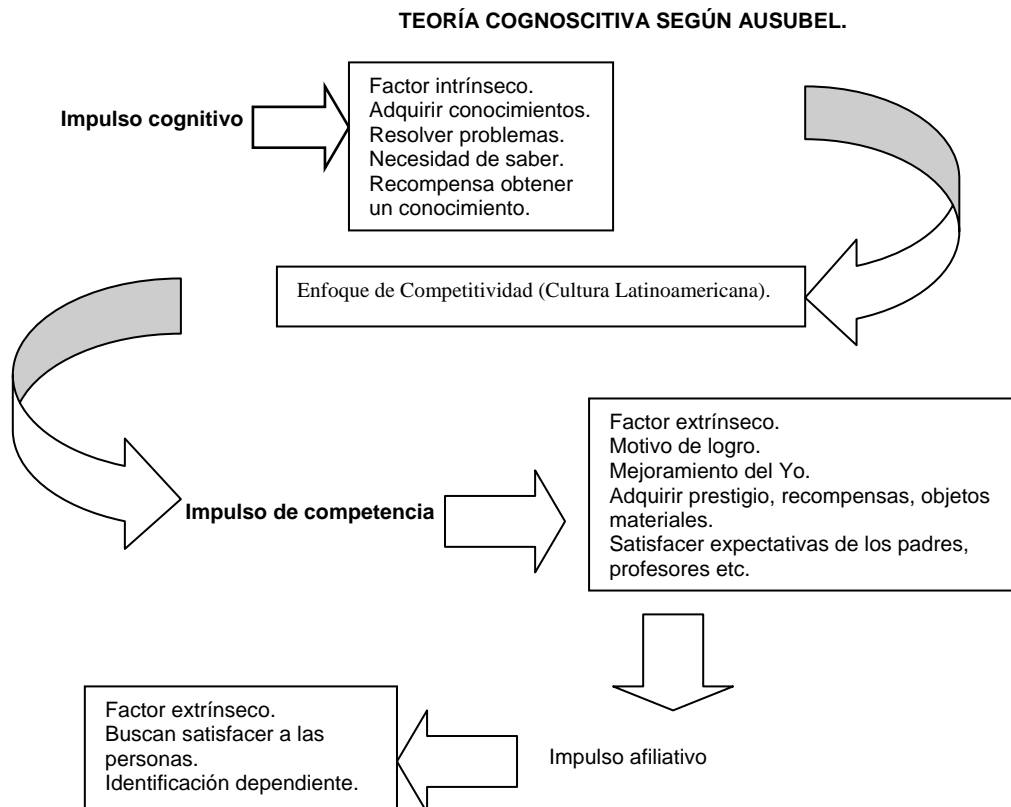 TEORÍA COGNOSCITIVA SEGÚN AUSUBEL.
Impulso cognitivo
Factor intrínseco.
Adquirir conocimientos.
Resolver problemas.
Necesidad de saber.
Recompensa obtener
un conocimiento.
Enfoque de Competitividad (Cultura Latinoamericana).
Impulso de competencia
Factor extrínseco.
Motivo de logro.
Mejoramiento del Yo.
Adquirir prestigio, recompensas, objetos
materiales.
Satisfacer expectativas de los padres,
profesores etc.
Impulso afiliativo
Factor extrínseco.
Buscan satisfacer a las
personas.
Identificación dependiente.